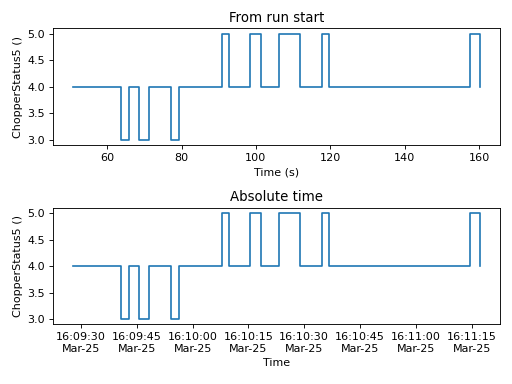 From run start
ChopperStatus5 ()
5.0
4.5
4.0
3.5
3.0
60 80 100 120 140 160
Time (s)
Absolute time
ChopperStatus5 ()
5.0
4.5
4.0
3.5
3.0
16:09:30 16:09:45 16:10:00 16:10:15 16:10:30 16:10:45 16:11:00 16:11:15
Mar-25 Mar-25 Mar-25 Mar-25 Mar-25 Mar-25 Mar-25 Mar-25
Time